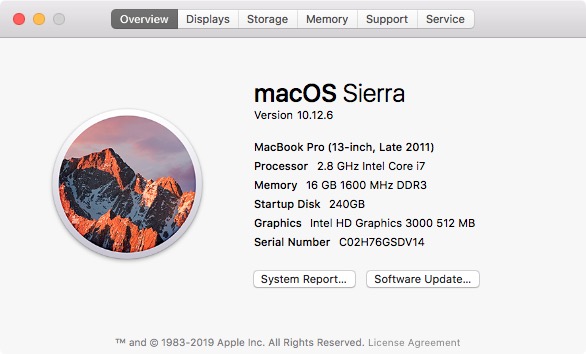 Overview Displays Storage Memory Support Service
macOS Sierra
Version 10.12.6
MacBook Pro (13-inch, Late 2011)
Processor 2.8 GHz Intel Core i7
Memory 16 GB 1600 MHz DDR3
Startup Disk 240GB
Graphics Intel HD Graphics 3000 512 MB
Serial Number C02H76GSDV14
System Report... Software Update...
™ and © 1983-2019 Apple Inc. All Rights Reserved. License Agreement